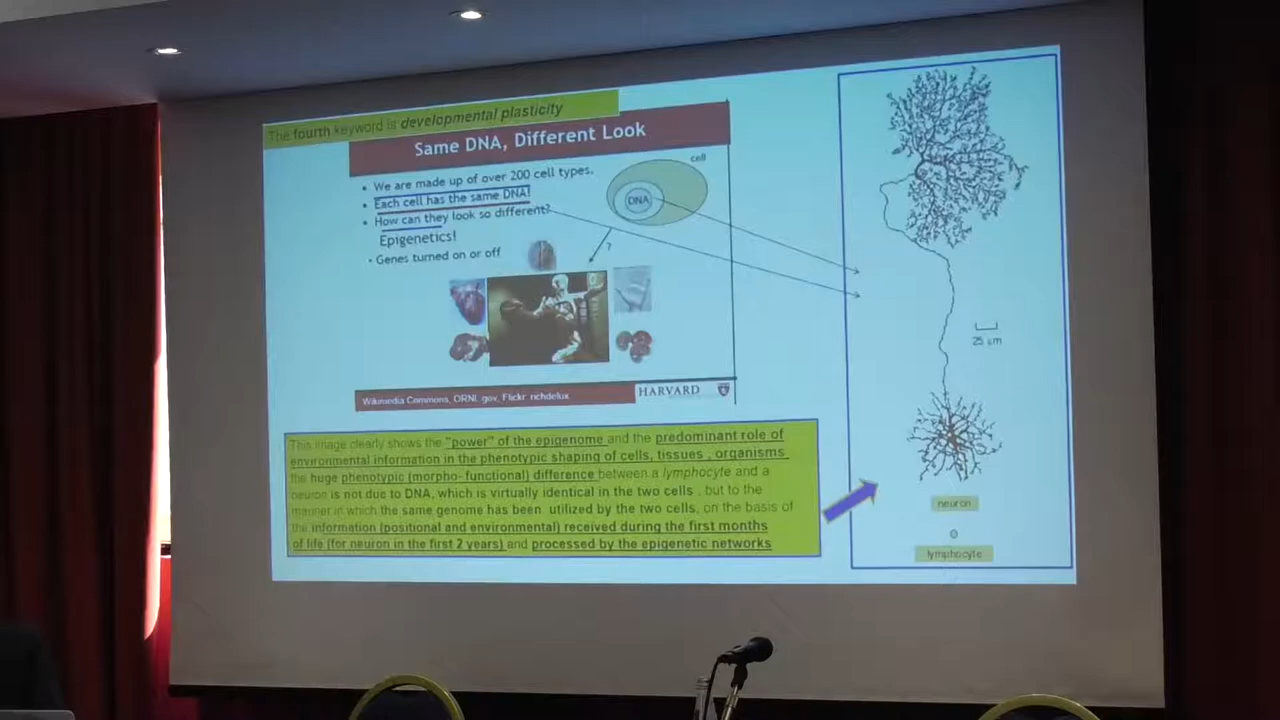 The fourth keyword is developmental plasticity
Same DNA, Different Look
• We are made up of over 200 cell types.
• Each cell has the same DNA!
• How can they look so different?
Epigenetics!
• Genes turned on or off
cell
DNA
?
Wikimedia Commons, ORNL gov, Flickr richdelux
HARVARD
This image clearly shows the "power" of the epigenome and the predominant role of
environmental information in the phenotypic shaping of cells, tissues , organisms
the huge phenotypic (morpho- functional) difference between a lymphocyte and a
neuron is not due to DNA, which is virtually identical in the two cells , but to the
manner in which the same genome has been utilized by the two cells, on the basis of
the information (positional and environmental) received during the first months
of life (for neuron in the first 2 years) and processed by the epigenetic networks
25 µm
neuron
lymphocyte